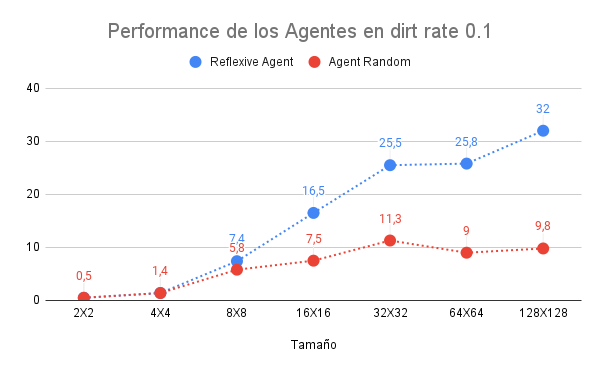 Performance de los Agentes en dirt rate 0.1
Reflexive Agent
Agent Random
40
30
20
10
0
32
25,5
25,8
16,5
7,4
11,3
9
9,8
7,5
5,8
1,4
0,5
2X2
4X4
8X8
16X16
32X32
64X64
128X128
Tamaño